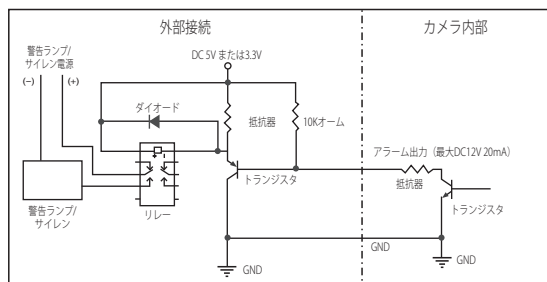 外部接続
カメラ内部
警告ランプ/
サイレン電源
(-)
(+)
DC 5V または3.3V
ダイオード
抵抗器
10Kオーム
アラーム出力（最大DC12V 20mA）
トランジスタ
抵抗器
トランジスタ
警告ランプ/
サイレン
リレー
GND
GND
GND